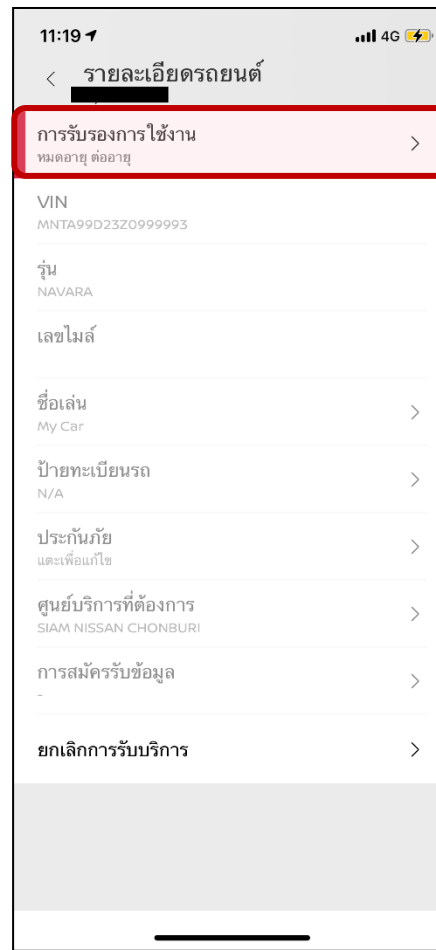 11:19
4G
รายละเอียดรถยนต์
การรับรองการใช้งาน
หมดอายุ ต่ออายุ
VIN
MNTA99D23Z0999993
รุ่น
NAVARA
เลขไมล์
ชื่อเล่น
My Car
ป้ายทะเบียนรถ
N/A
ประกันภัย
แตะเพื่อแก้ไข
ศูนย์บริการที่ต้องการ
SIAM NISSAN CHONBURI
การสมัครรับข้อมูล
-
ยกเลิกการรับบริการ